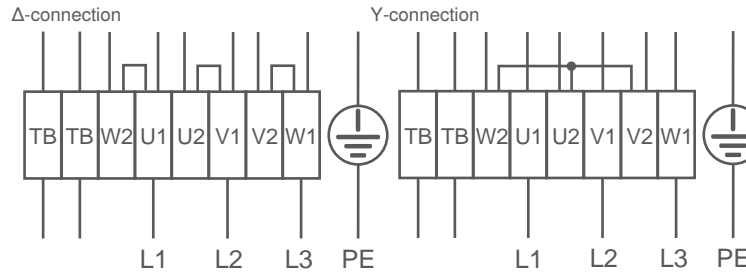 Δ-connection
Y-connection
TB TB W2 U1 U2 V1 V2 W1
TB TB W2 U1 U2 V1 V2 W1
L1 L2 L3 PE
L1 L2 L3 PE